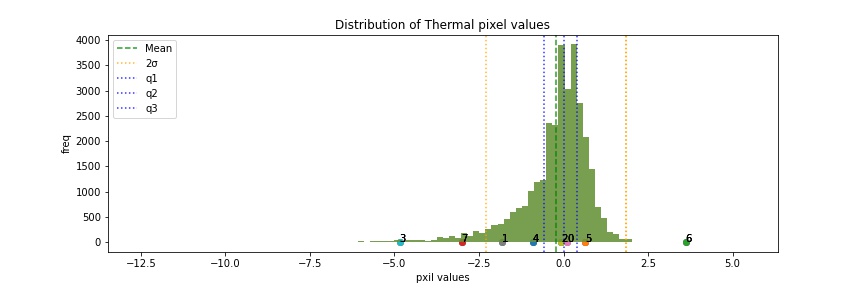 Distribution of Thermal pixel values
4000
3500
3000
2500
2000
1500
1000
500
0
freq
Mean
2σ
q1
q2
q3
3 7 1 4 2 0 5 6
−12.5 −10.0 −7.5 −5.0 −2.5 0.0 2.5 5.0
pxil values